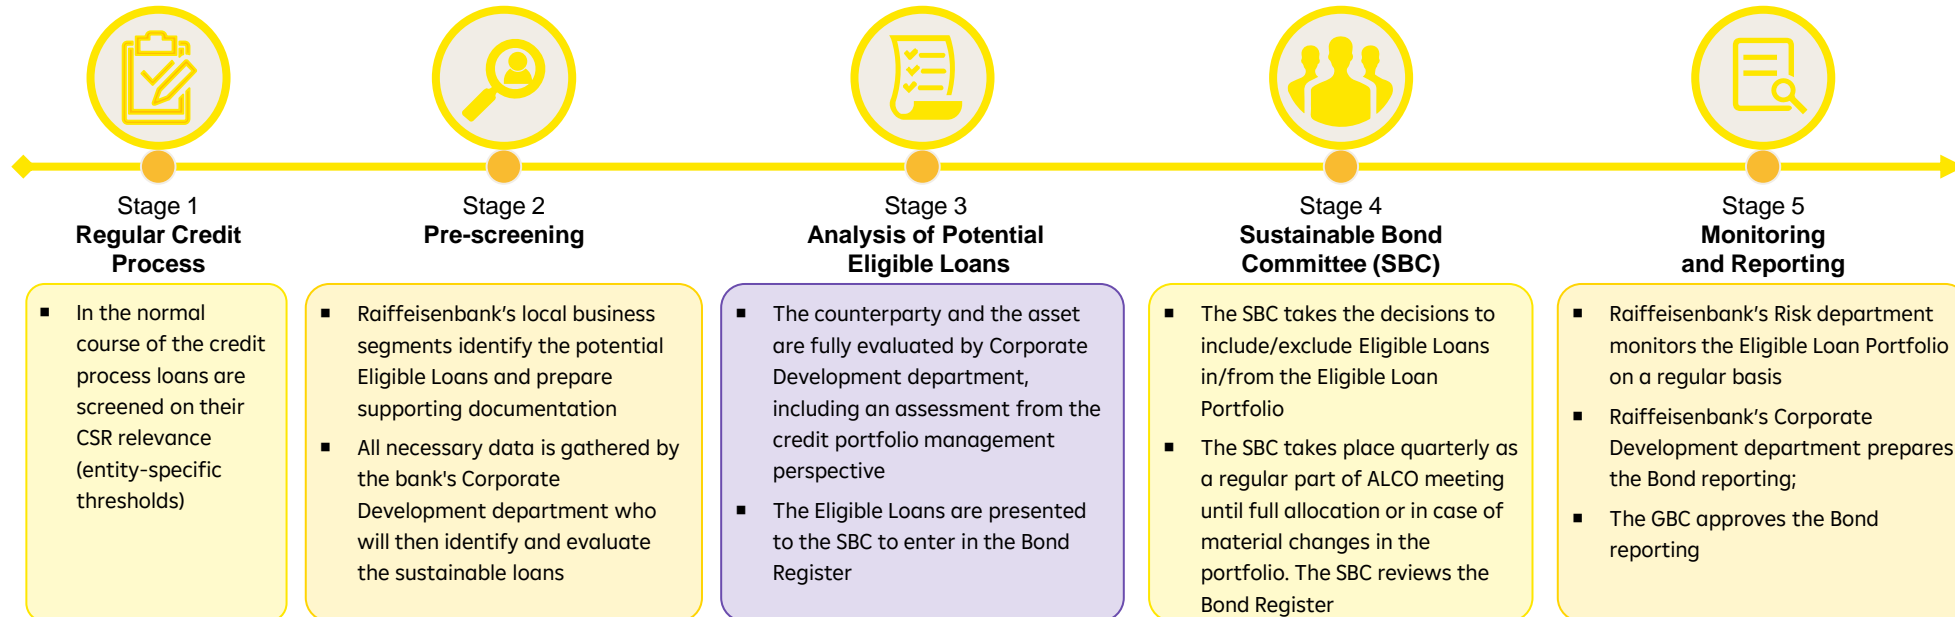 Stage 1
Regular Credit
Process
▪ In the normal
course of the credit
process loans are
screened on their
CSR relevance
(entity-specific
thresholds)
Stage 2
Pre-screening
▪ Raiffeisenbank's local business
segments identify the potential
Eligible Loans and prepare
supporting documentation
▪ All necessary data is gathered by
the bank's Corporate
Development department who
will then identify and evaluate
the sustainable loans
Stage 3
Analysis of Potential
Eligible Loans
▪ The counterparty and the asset
are fully evaluated by Corporate
Development department,
including an assessment from the
credit portfolio management
perspective
▪ The Eligible Loans are presented
to the SBC to enter in the Bond
Register
Stage 4
Sustainable Bond
Committee (SBC)
▪ The SBC takes the decisions to
include/exclude Eligible Loans
in/from the Eligible Loan
Portfolio
▪ The SBC takes place quarterly as
a regular part of ALCO meeting
until full allocation or in case of
material changes in the
portfolio. The SBC reviews the
Bond Register
Stage 5
Monitoring
and Reporting
▪ Raiffeisenbank's Risk department
monitors the Eligible Loan Portfolio
on a regular basis
▪ Raiffeisenbank's Corporate
Development department prepares
the Bond reporting;
▪ The GBC approves the Bond
reporting